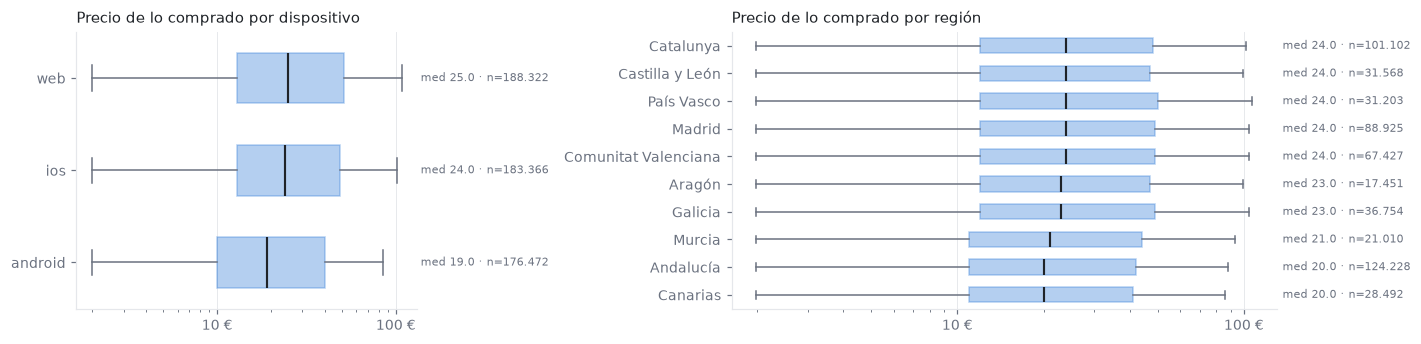 Precio de lo comprado por dispositivo
web
med 25.0 · n=188.322
ios
med 24.0 · n=183.366
android
med 19.0 · n=176.472
10 €
100 €
Precio de lo comprado por región
Catalunya
med 24.0 · n=101.102
Castilla y León
med 24.0 · n=31.568
País Vasco
med 24.0 · n=31.203
Madrid
med 24.0 · n=88.925
Comunitat Valenciana
med 24.0 · n=67.427
Aragón
med 23.0 · n=17.451
Galicia
med 23.0 · n=36.754
Murcia
med 21.0 · n=21.010
Andalucía
med 20.0 · n=124.228
Canarias
med 20.0 · n=28.492
10 €
100 €